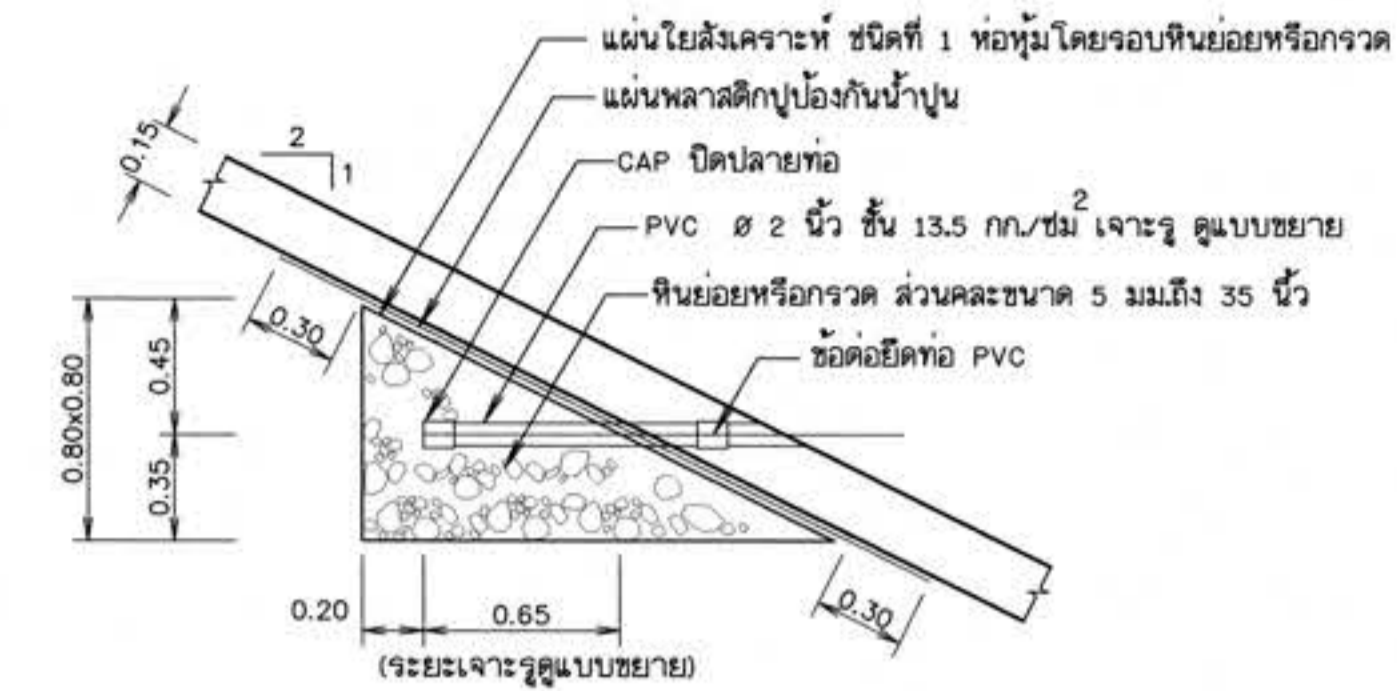 แผ่นใยสังเคราะห์ ชนิดที่ 1 ห่อหุ้มโดยรอบหินย่อยหรือกรวด
แผ่นพลาสติกปูป้องกันน้ำปูน
CAP ปิดปลายท่อ
PVC Ø 2 นิ้ว ชั้น 13.5 กก./ซม² เจาะรู ดูแบบขยาย
หินย่อยหรือกรวด ส่วนคละขนาด 5 มม.ถึง 35 นิ้ว
ข้อต่อยึดท่อ PVC
0.15
2
1
0.30
0.80x0.80
0.45
0.35
0.20
0.65
0.30
(ระยะเจาะรูดูแบบขยาย)